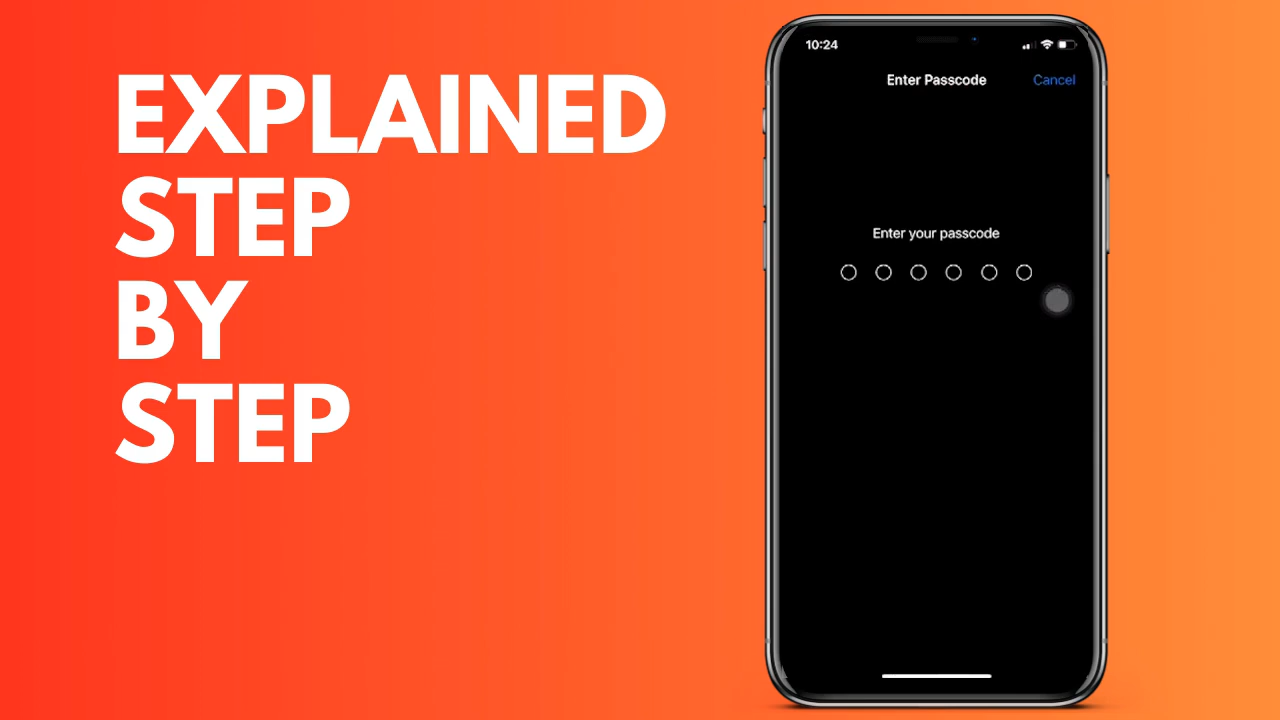 EXPLAINED
STEP
BY
STEP
10:24
Enter Passcode Cancel
Enter your passcode